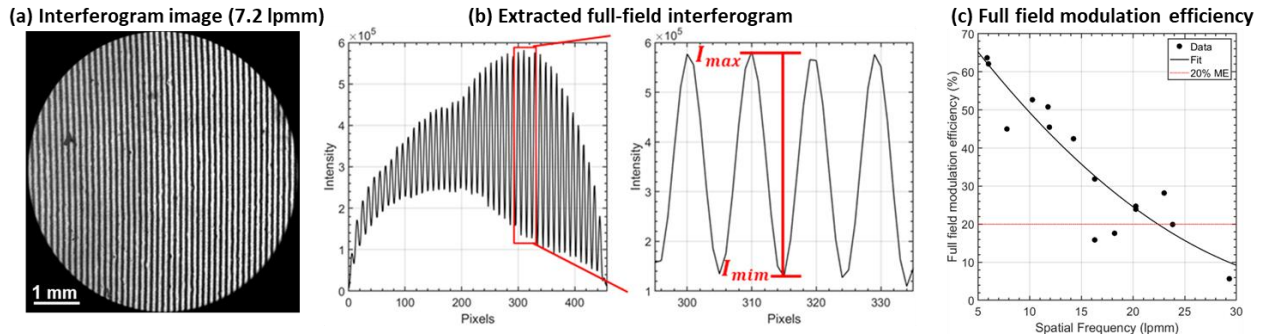 (a) Interferogram image (7.2 lpmm)
1 mm
(b) Extracted full-field interferogram
×10⁵
6
5
4
3
2
1
0
Intensity
0
100
200
300
400
Pixels
×10⁵
6
5
4
3
2
1
Intensity
Imax
Imim
300
310
320
330
Pixels
(c) Full field modulation efficiency
70
60
50
40
30
20
10
0
Full field modulation efficiency (%)
Data
Fit
20% ME
5
10
15
20
25
30
Spatial Frequency (lpmm)